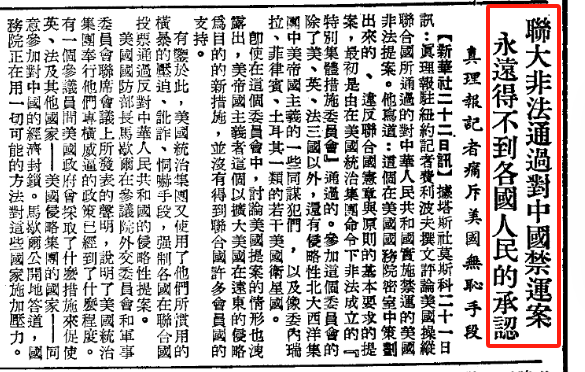 聯大非法通過對中國禁運案
永遠得不到各國人民的承認
真理報記者痛斥美國無恥手段
【新華社二十二日訊】據塔斯社莫斯科二十一日
訊：眞理報駐紐約記者費利波夫撰文評論美國操縱
聯合國所通過的對中華人民共和國實施禁運的美國
非法提案。他寫道：這個在美國國務院密室中策劃
出來的、違反聯合國憲章與原則的基本要求的提
案，最初是由在美國統治集團命令下非法成立的『
特別集體措施委員會』通過的。參加這個委員會的
除了美、英、法三國以外，還有侵略性北大西洋集
團中美帝國主義的一些同謀犯們，以及像委內瑞
拉、菲律賓、土耳其一類的若干美國衛星國。
即使在這個委員會中，討論美國提案的情形也洩
露出，美帝國主義者這個以擴大美國在遠東的侵略
爲目的的新措施，並沒有得到聯合國許多會員國的
支持。
有鑒於此，美國統治集團又使用了他們所慣用的
橫暴的壓迫、訛詐、恫嚇手段，强制各國在聯合國
投票通過反對中華人民共和國的侵略性提案。
美國國防部長馬歇爾在參議院外交委員會和軍事
委員會聯席會議上所發表的聲明，說明了美國統治
集團奉行他們專橫威逼的政策已經到了什麼程度。
有一個參議員問美國政府會採取了什麼措施來促使
英、法及其他國家——美國侵略集團的國家——同
意參加對中國的經濟封鎖。馬歇爾公開地答道，國
務院正在用一切可能的方法對這些國家施加壓力。